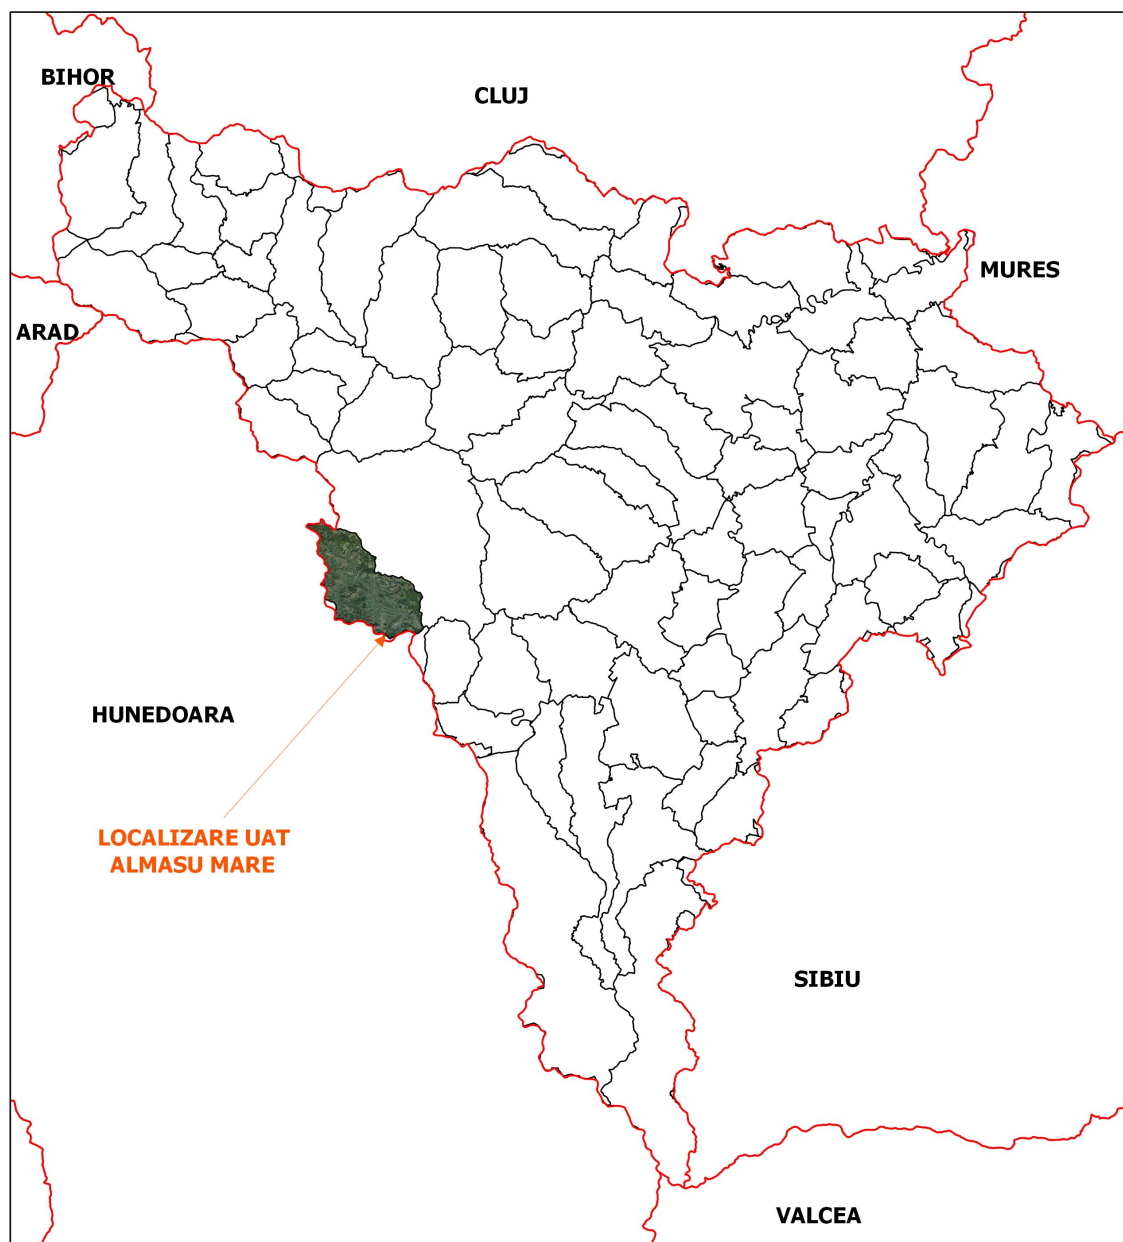 BIHOR
CLUJ
MURES
ARAD
HUNEDOARA
LOCALIZARE UAT
ALMASU MARE
SIBIU
VALCEA